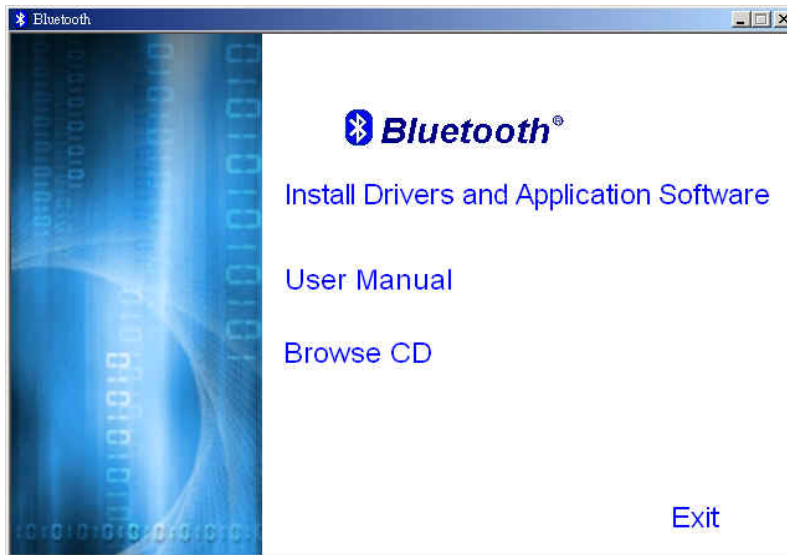 Bluetooth
Bluetooth®
Install Drivers and Application Software
User Manual
Browse CD
Exit